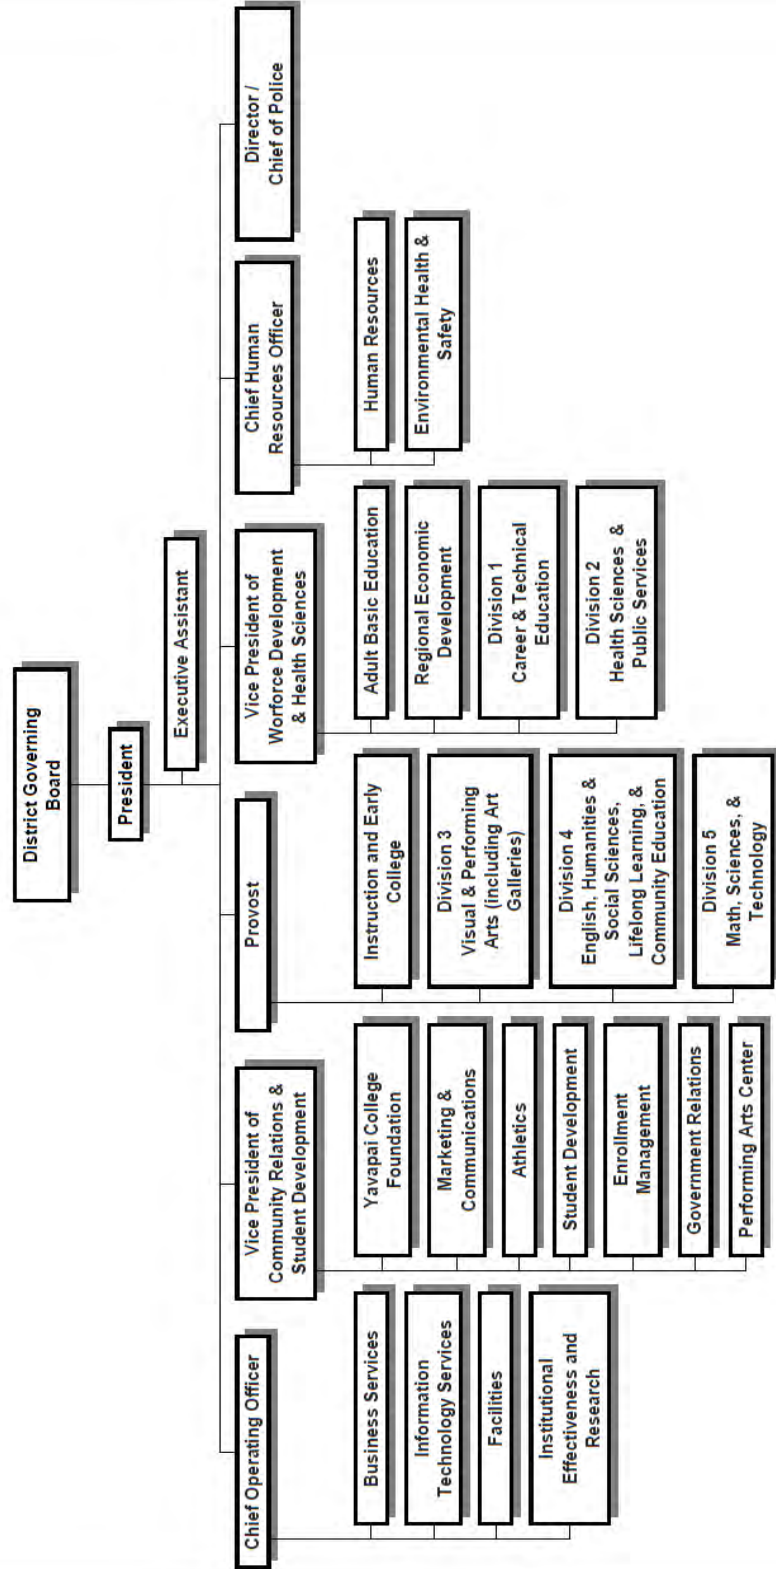 District Governing
Board
President
Executive Assistant
Chief Operating Officer
Business Services
Information
Technology Services
Facilities
Institutional
Effectiveness and
Research
Vice President of
Community Relations &
Student Development
Yavapai College
Foundation
Marketing &
Communications
Athletics
Student Development
Enrollment
Management
Government Relations
Performing Arts Center
Provost
Instruction and Early
College
Division 3
Visual & Performing
Arts (including Art
Galleries)
Division 4
English, Humanities &
Social Sciences,
Lifelong Learning, &
Community Education
Division 5
Math, Sciences, &
Technology
Vice President of
Worforce Development
& Health Sciences
Adult Basic Education
Regional Economic
Development
Division 1
Career & Technical
Education
Division 2
Health Sciences &
Public Services
Chief Human
Resources Officer
Human Resources
Environmental Health &
Safety
Director /
Chief of Police